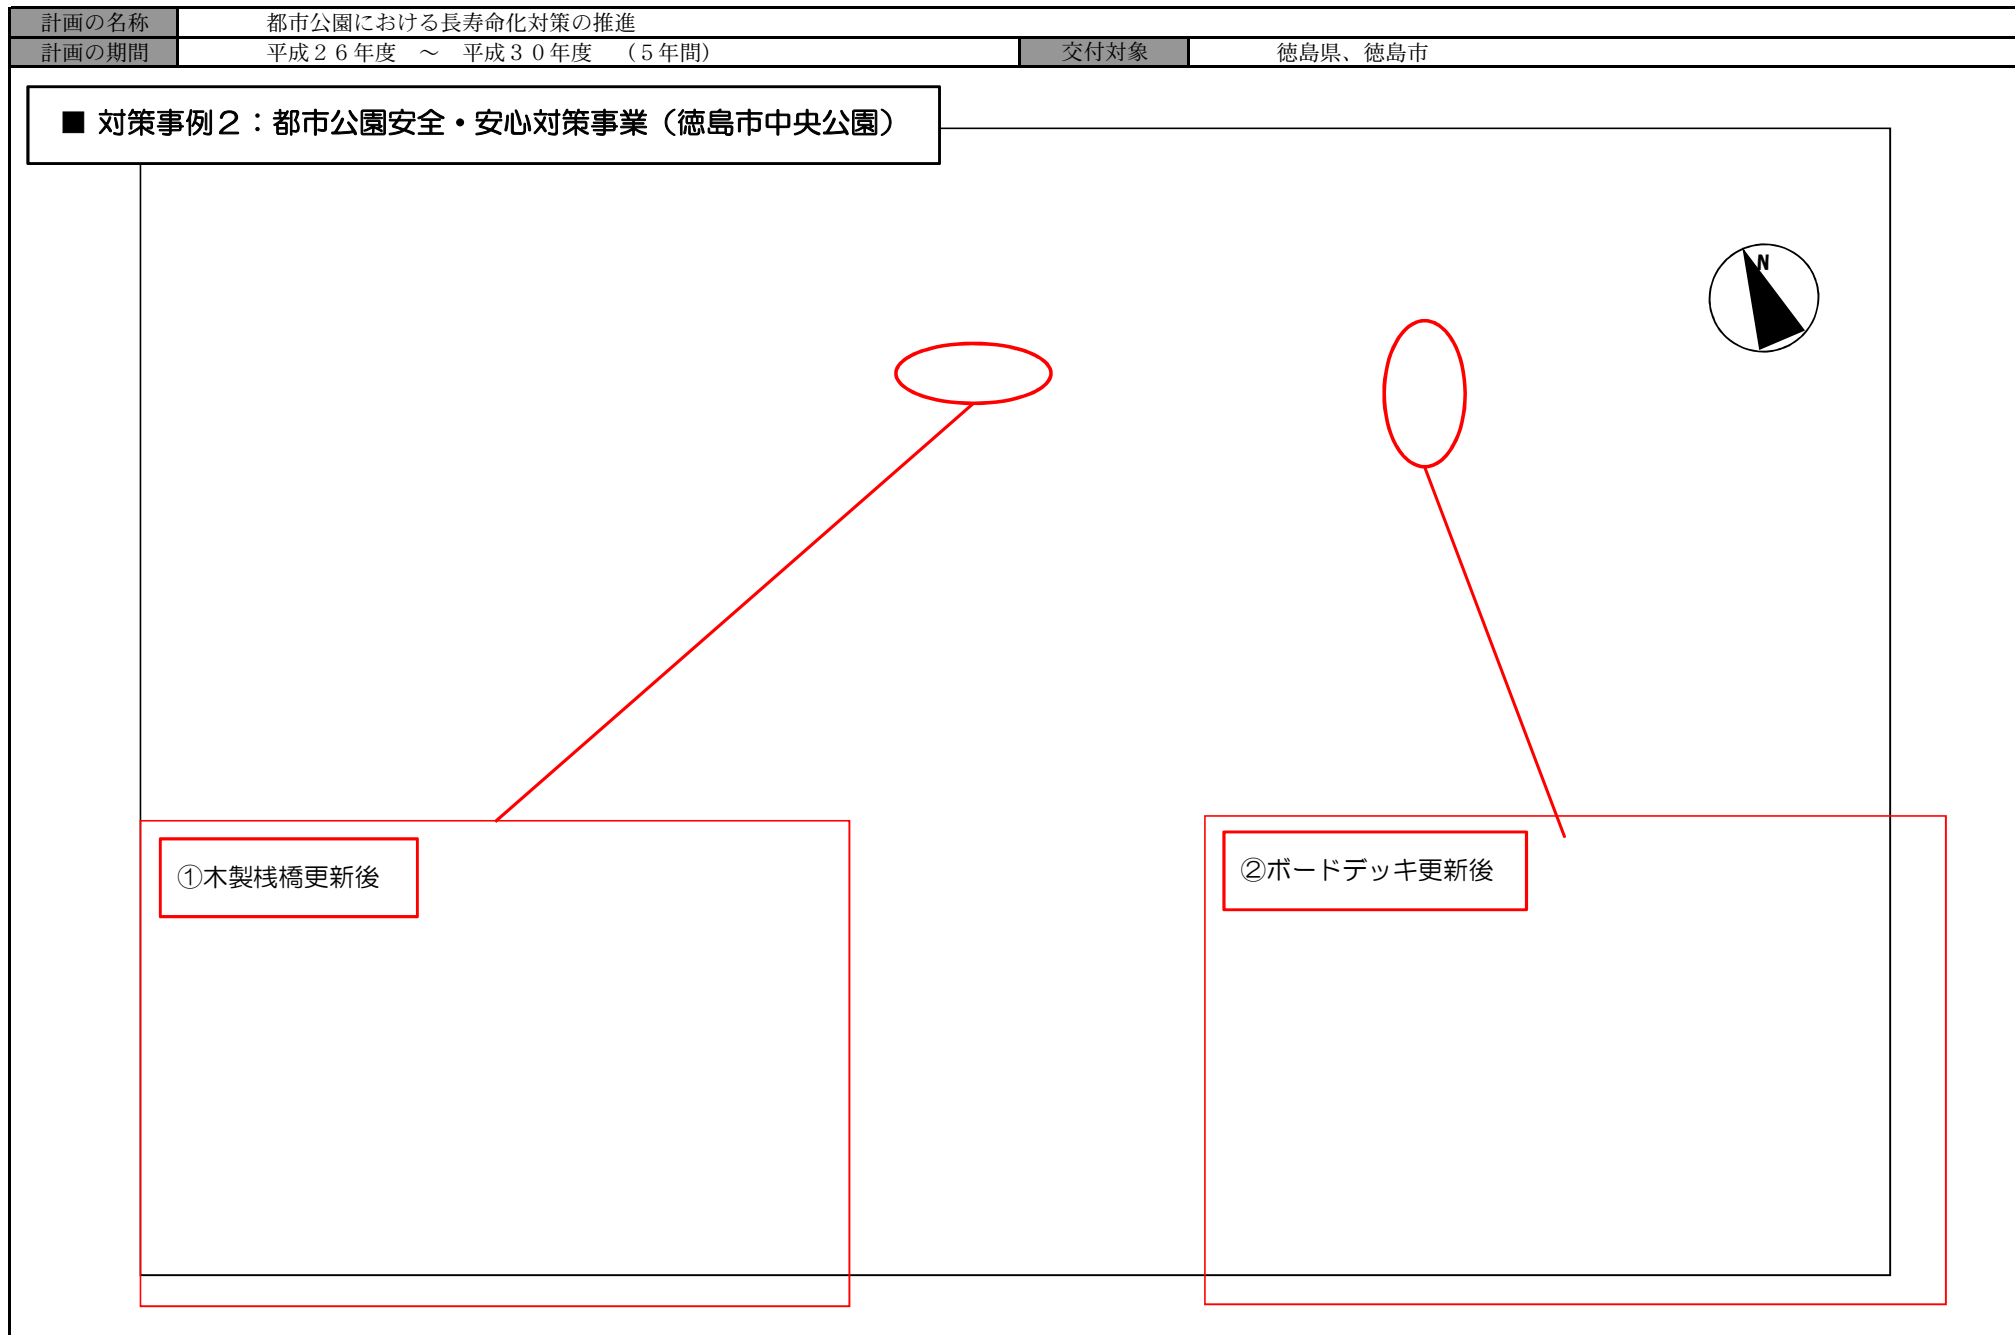 計画の名称 都市公園における長寿命化対策の推進
計画の期間 平成26年度 ～ 平成30年度 （5年間） 交付対象 徳島県、徳島市
■ 対策事例２：都市公園安全・安心対策事業（徳島市中央公園）
N
①木製桟橋更新後
②ボードデッキ更新後